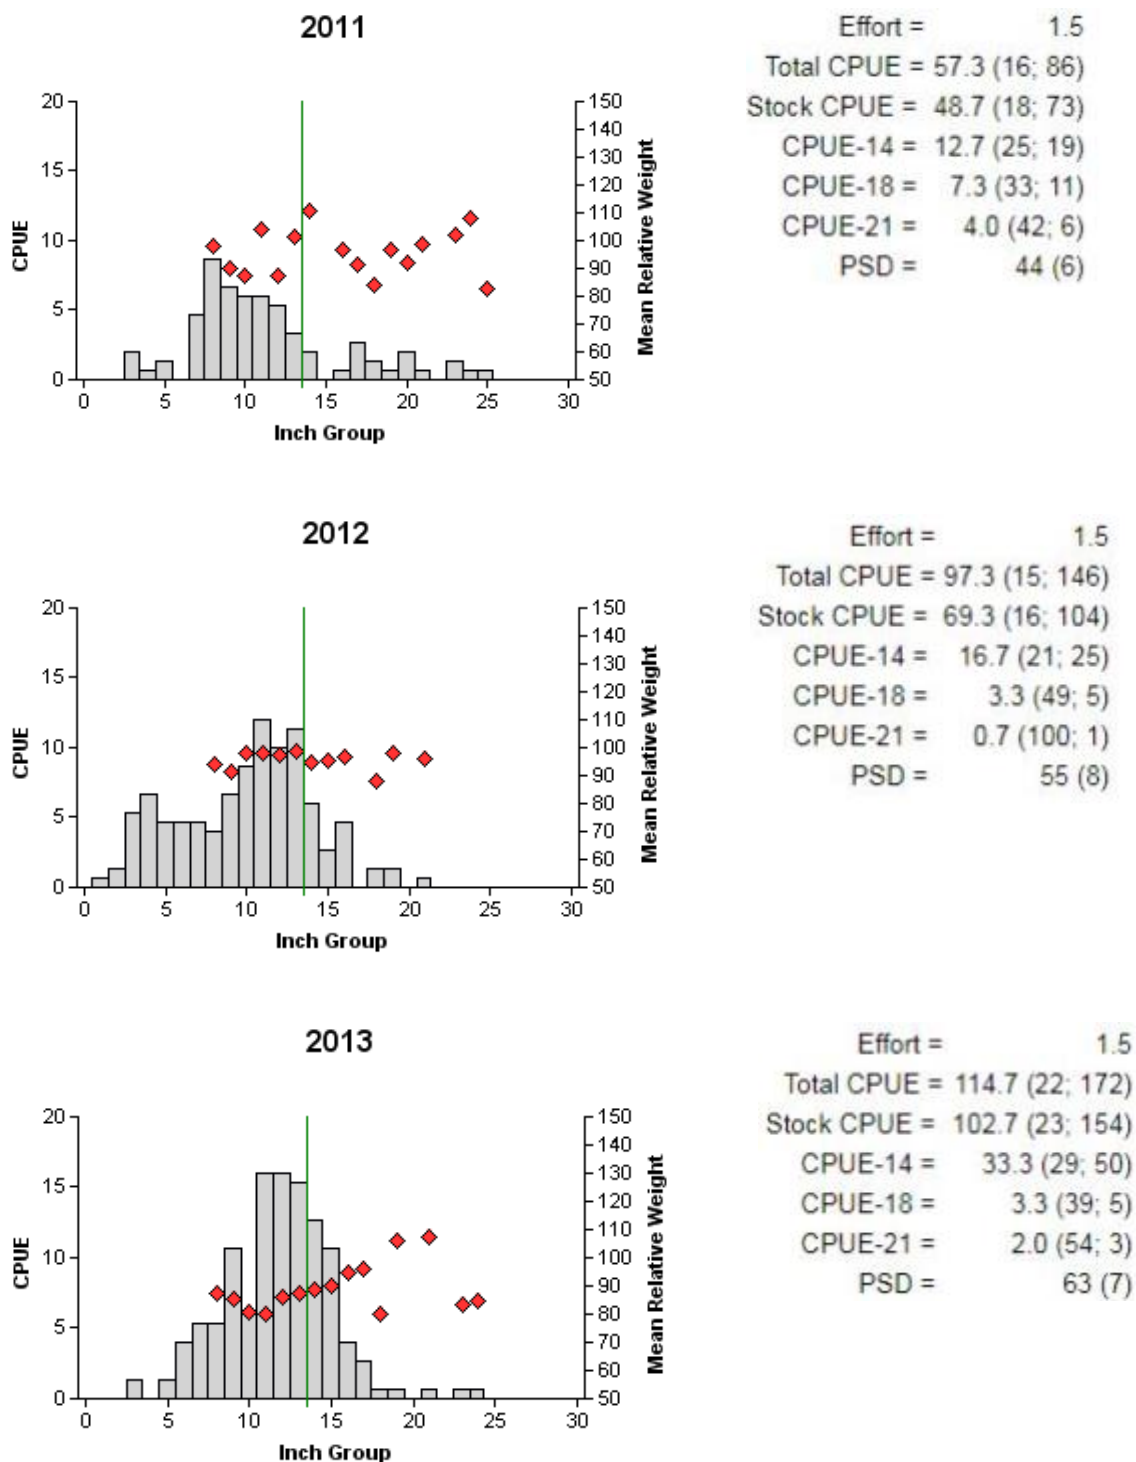 2011
Effort = 1.5
Total CPUE = 57.3 (16; 86)
Stock CPUE = 48.7 (18; 73)
CPUE-14 = 12.7 (25; 19)
CPUE-18 = 7.3 (33; 11)
CPUE-21 = 4.0 (42; 6)
PSD = 44 (6)
20 15 10 5 0
CPUE
150 140 130 120 110 100 90 80 70 60 50
Mean Relative Weight
0 5 10 15 20 25 30
Inch Group
2012
Effort = 1.5
Total CPUE = 97.3 (15; 146)
Stock CPUE = 69.3 (16; 104)
CPUE-14 = 16.7 (21; 25)
CPUE-18 = 3.3 (49; 5)
CPUE-21 = 0.7 (100; 1)
PSD = 55 (8)
20 15 10 5 0
CPUE
150 140 130 120 110 100 90 80 70 60 50
Mean Relative Weight
0 5 10 15 20 25 30
Inch Group
2013
Effort = 1.5
Total CPUE = 114.7 (22; 172)
Stock CPUE = 102.7 (23; 154)
CPUE-14 = 33.3 (29; 50)
CPUE-18 = 3.3 (39; 5)
CPUE-21 = 2.0 (54; 3)
PSD = 63 (7)
20 15 10 5 0
CPUE
150 140 130 120 110 100 90 80 70 60 50
Mean Relative Weight
0 5 10 15 20 25 30
Inch Group